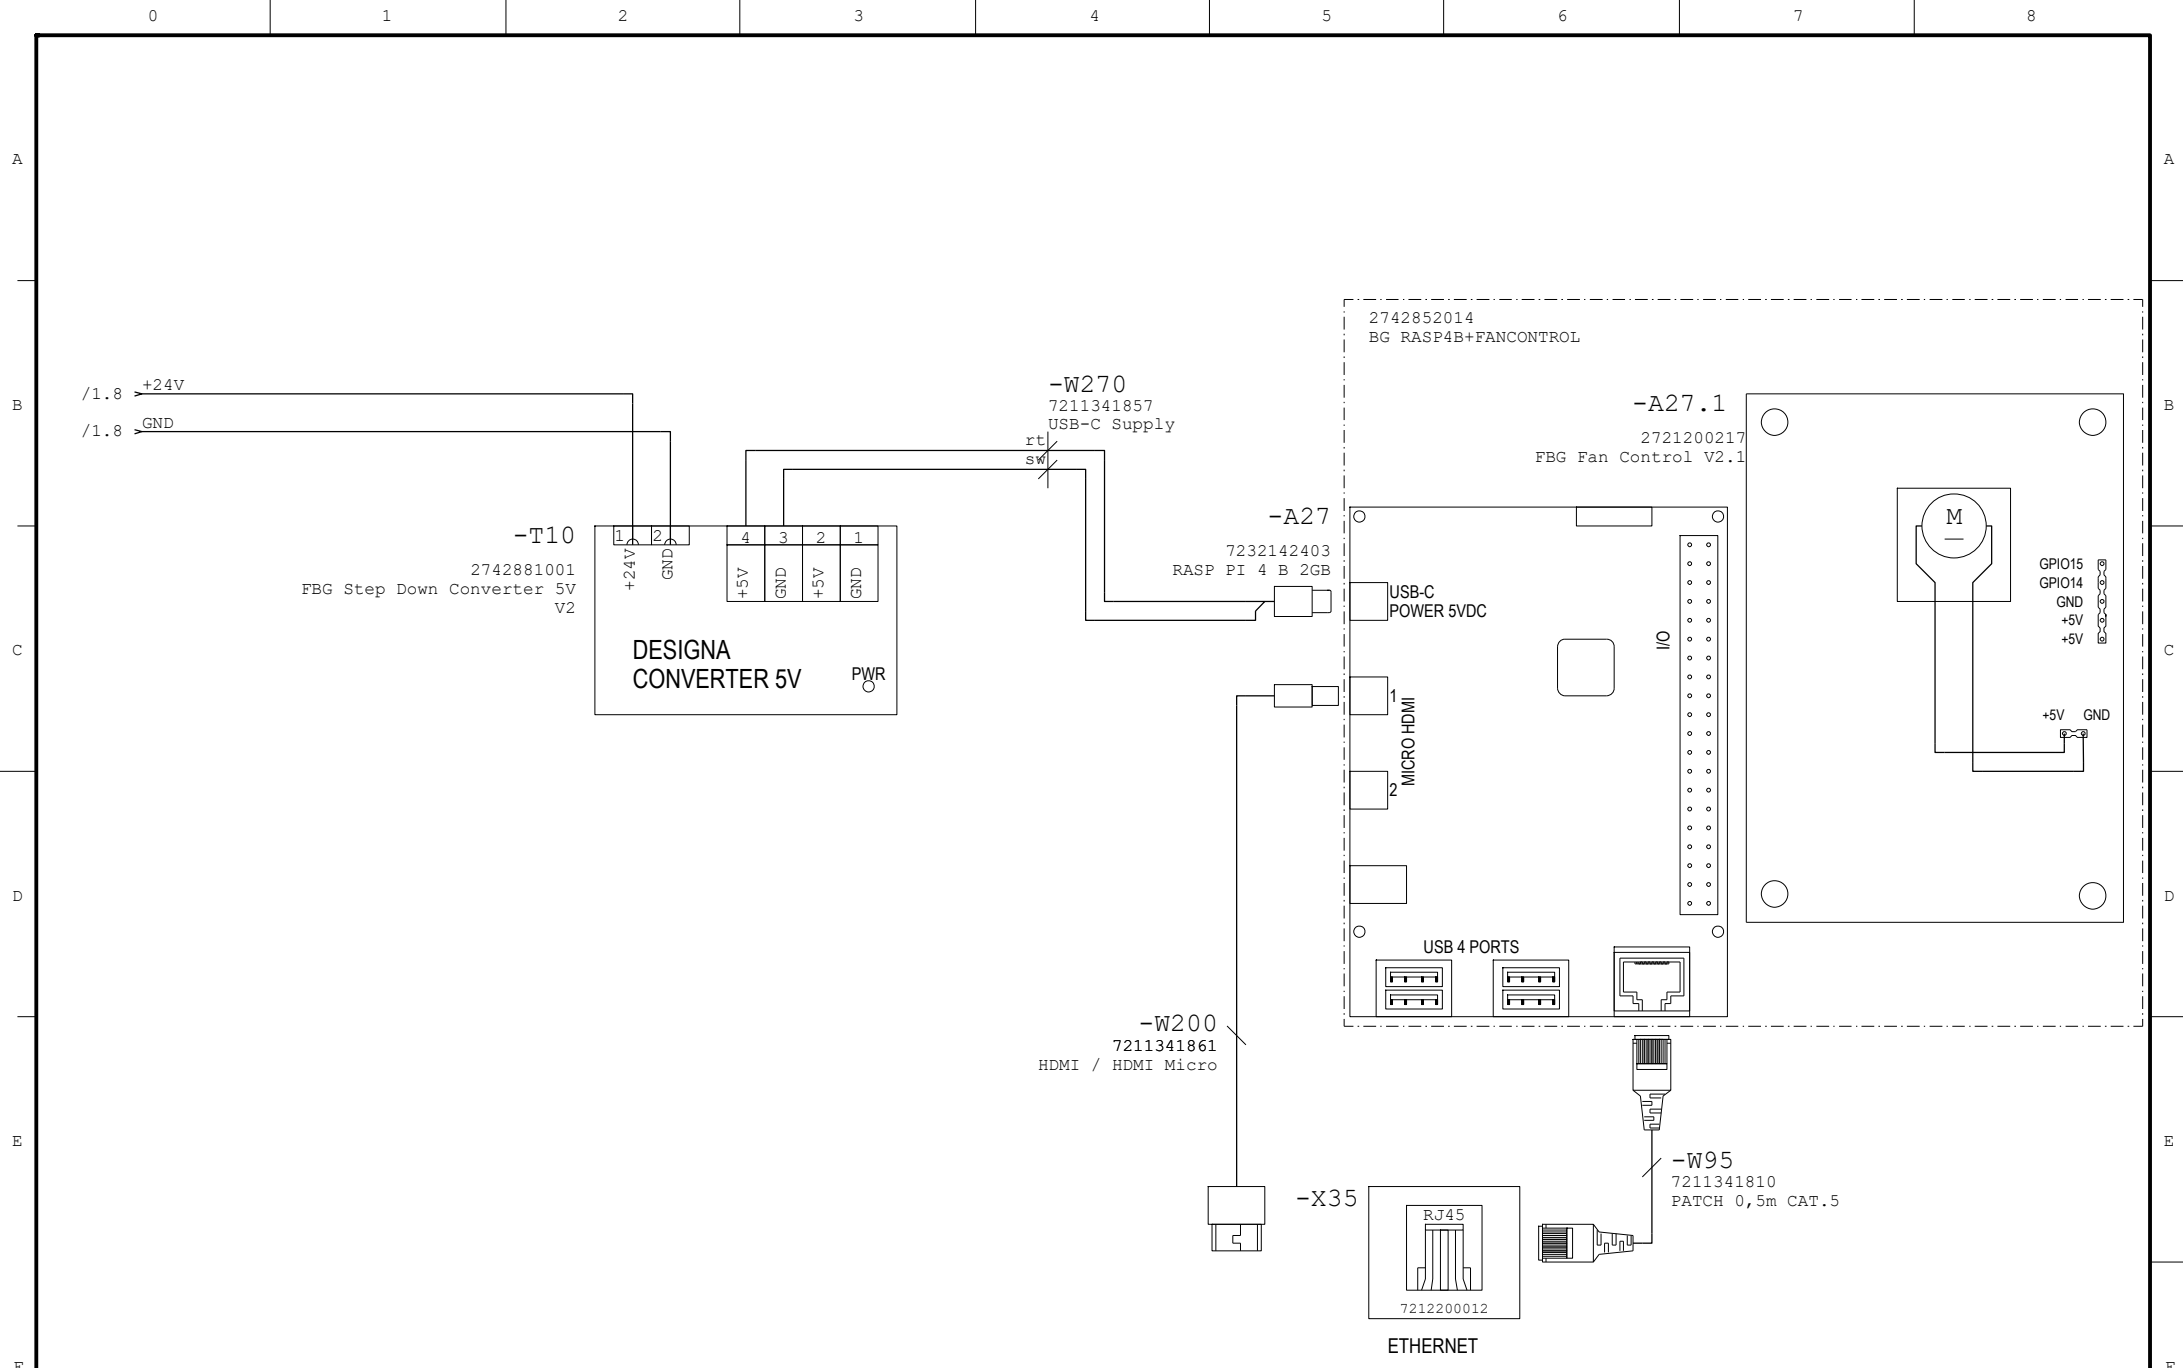 0 1 2 3 4 5 6 7 8
A A
2742852014
BG RASP4B+FANCONTROL
/1.8 +24V
/1.8 GND
B B
-W270
7211341857
USB-C Supply
rt
sw
-A27.1
2721200217
FBG Fan Control V2.1
-T10
2742881001
FBG Step Down Converter 5V
V2
1 2
+24V GND
4 3 2 1
+5V GND +5V GND
DESIGNA
CONVERTER 5V
PWR
-A27
7232142403
RASP PI 4 B 2GB
USB-C
POWER 5VDC
I/O
1
MICRO HDMI
2
M
GPIO15
GPIO14
GND
+5V
+5V
+5V GND
C C
D D
USB 4 PORTS
-W200
7211341861
HDMI / HDMI Micro
E E
-W95
7211341810
PATCH 0,5m CAT.5
-X35
RJ45
7212200012
ETHERNET
F F